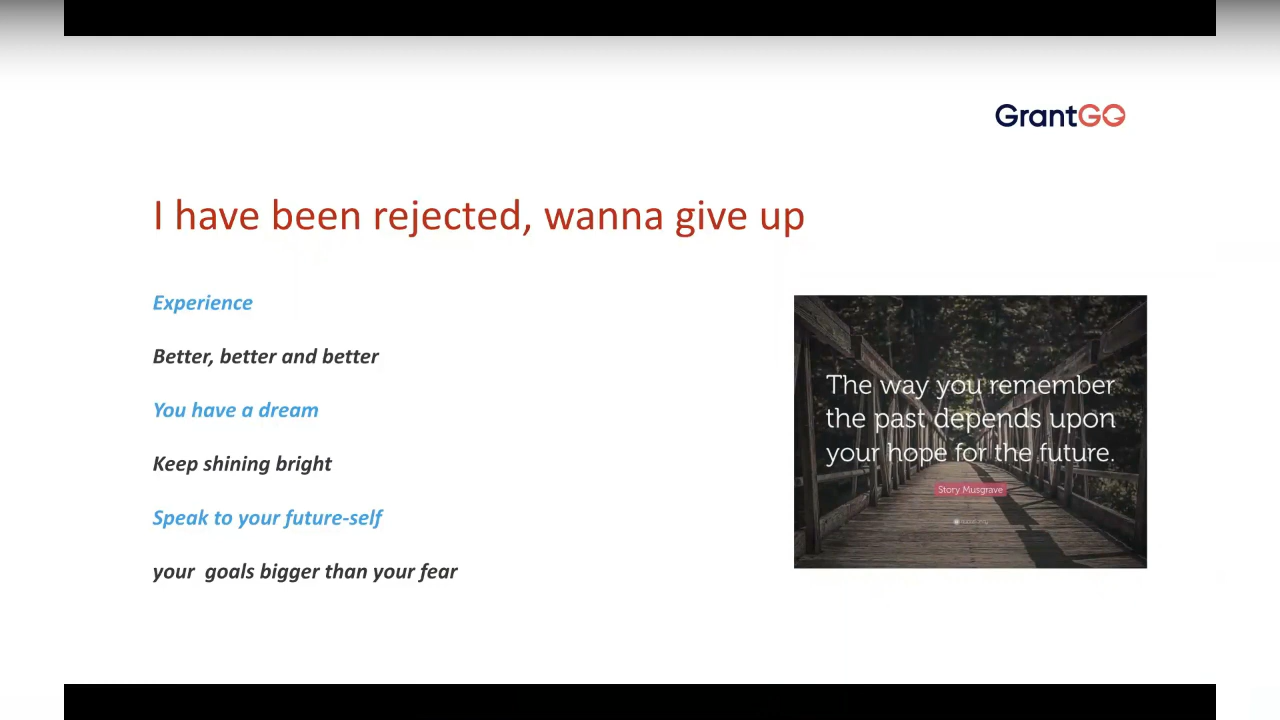 GrantGO
I have been rejected, wanna give up
Experience
Better, better and better
You have a dream
Keep shining bright
Speak to your future-self
your  goals bigger than your fear
The way you remember
the past depends upon
your hope for the future.
Story Musgrave